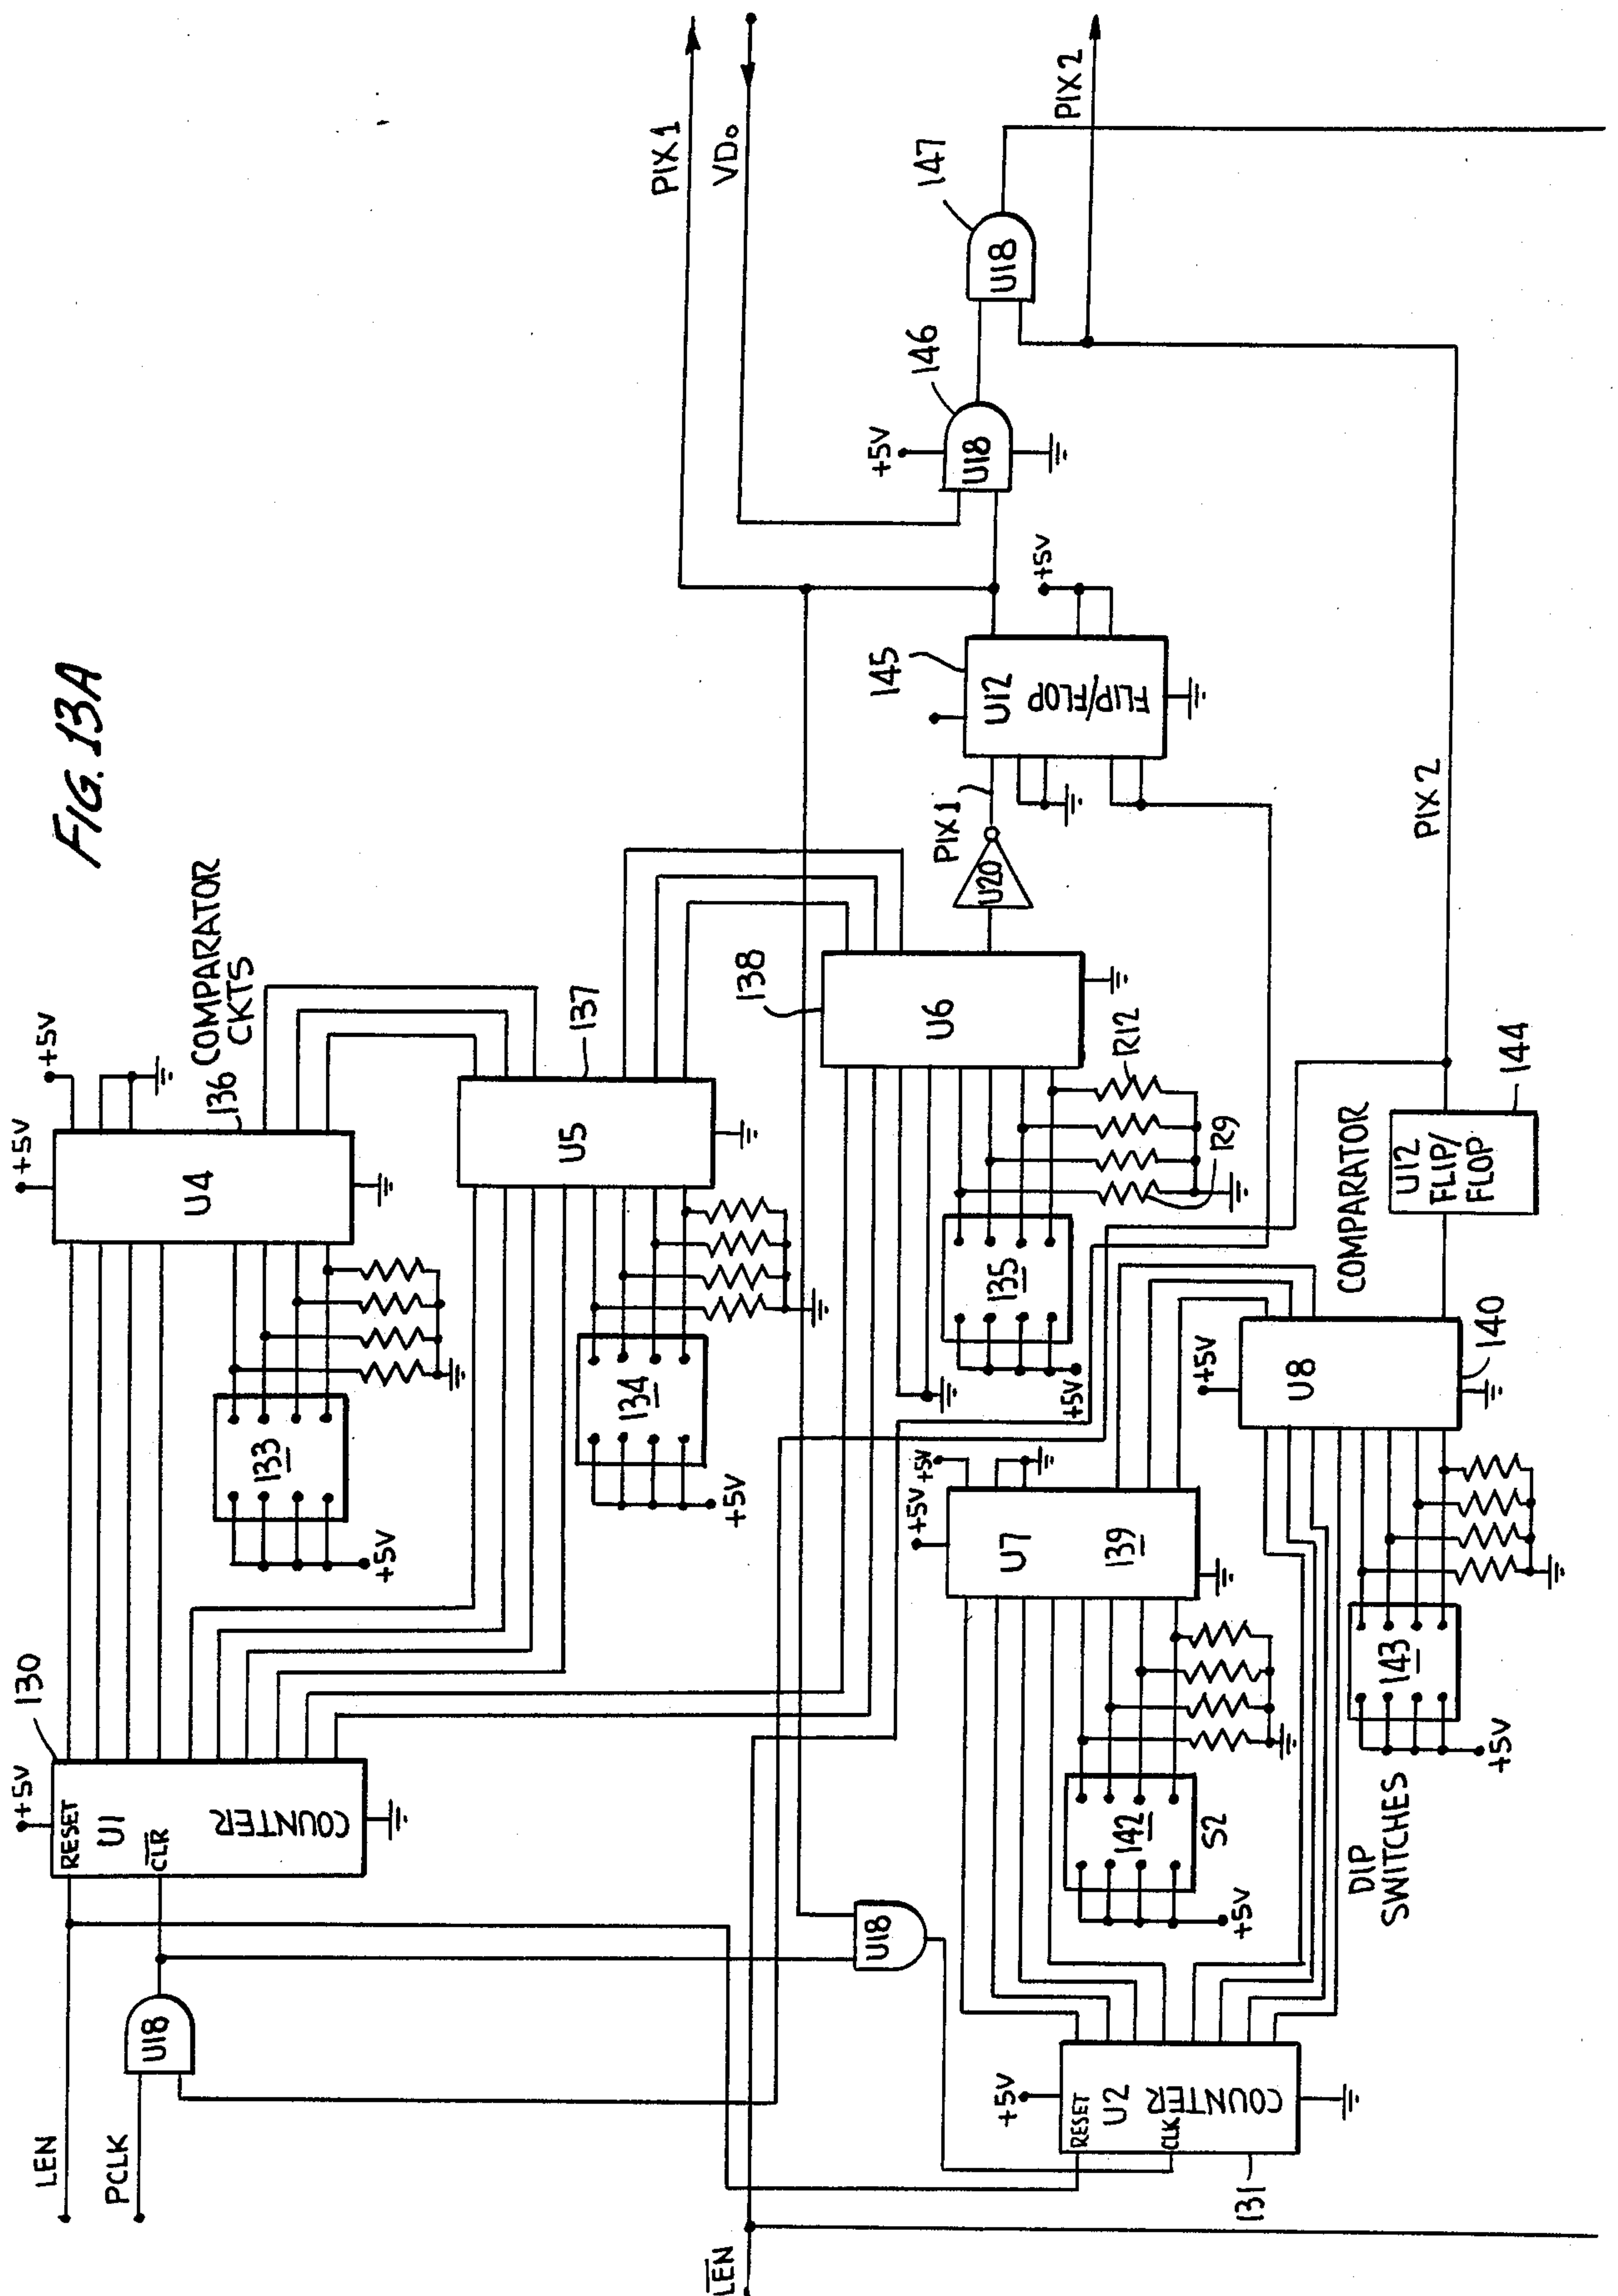 FIG. 13A
LEN
PCLK
U18
+5V
130
RESET
U1
CLR
COUNTER
+5V
+5V
U4
136
COMPARATOR
CKTS
133
+5V
137
U5
134
+5V
138
U6
135
+5V
R12
R9
PIX 1
U20
145
U12
FLIP/FLOP
+5V
PIX 1
VDo
+5V
146
U18
147
U18
PIX 2
LEN
U18
+5V
RESET
U2
CLK
COUNTER
131
+5V
+5V
U7
139
142
S2
+5V
DIP
SWITCHES
143
+5V
+5V
U8
140
COMPARATOR
U12
FLIP/
FLOP
144
PIX 2